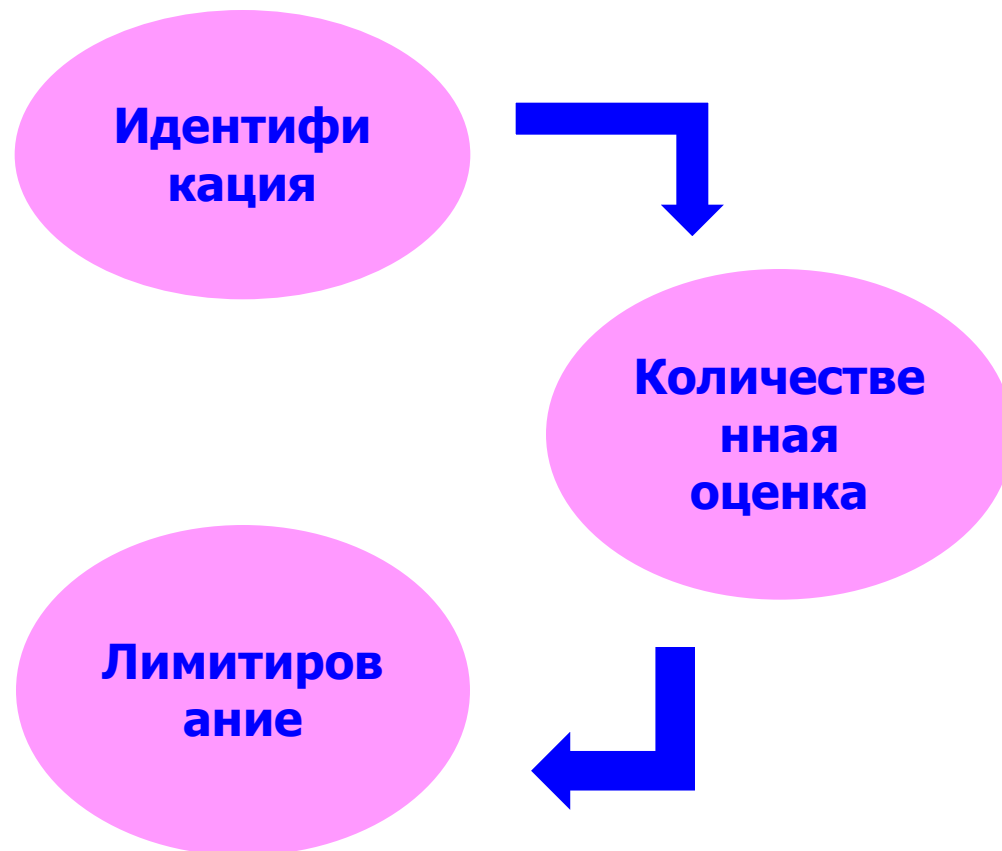 Идентифи
кация
Количестве
нная
оценка
Лимитиров
ание